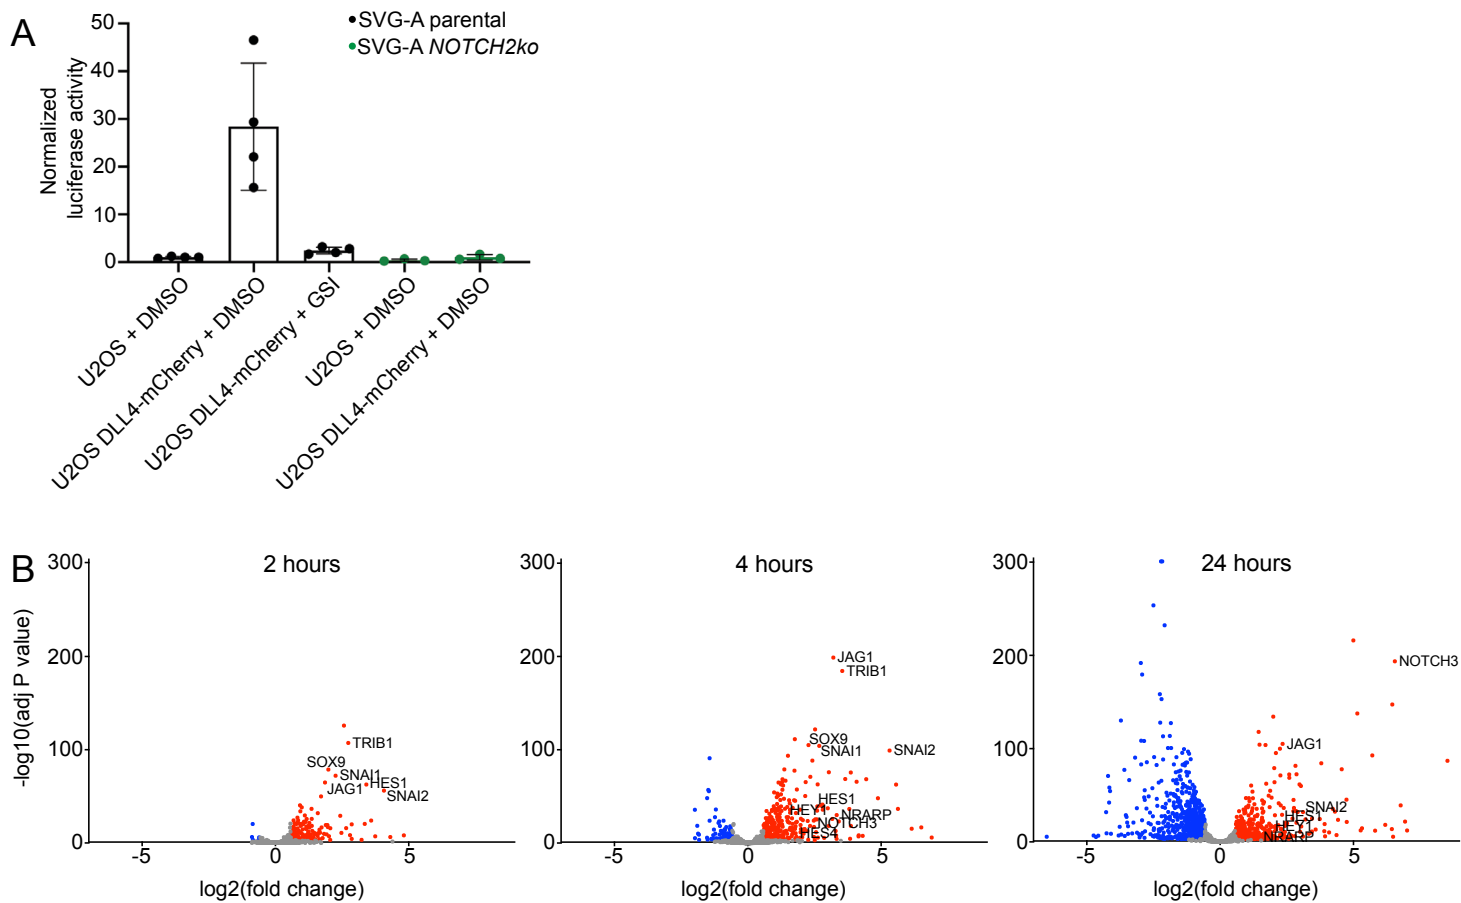 A
50
40
30
20
10
0
Normalized
luciferase activity
SVG-A parental
SVG-A NOTCH2ko
U2OS + DMSO
U2OS DLL4-mCherry + DMSO
U2OS DLL4-mCherry + GSI
U2OS + DMSO
U2OS DLL4-mCherry + DMSO
B
-log10(adj P value)
2 hours
300
200
100
0
TRIB1
SOX9
SNAI1
HES1
JAG1
SNAI2
-5
0
5
log2(fold change)
4 hours
300
200
100
0
JAG1
TRIB1
SOX9
SNAI1
SNAI2
HES1
HEY1
NRARP
NOTCH3
HES4
-5
0
5
log2(fold change)
24 hours
300
200
100
0
NOTCH3
JAG1
SNAI2
HES1
HEY1
NRARP
-5
0
5
log2(fold change)